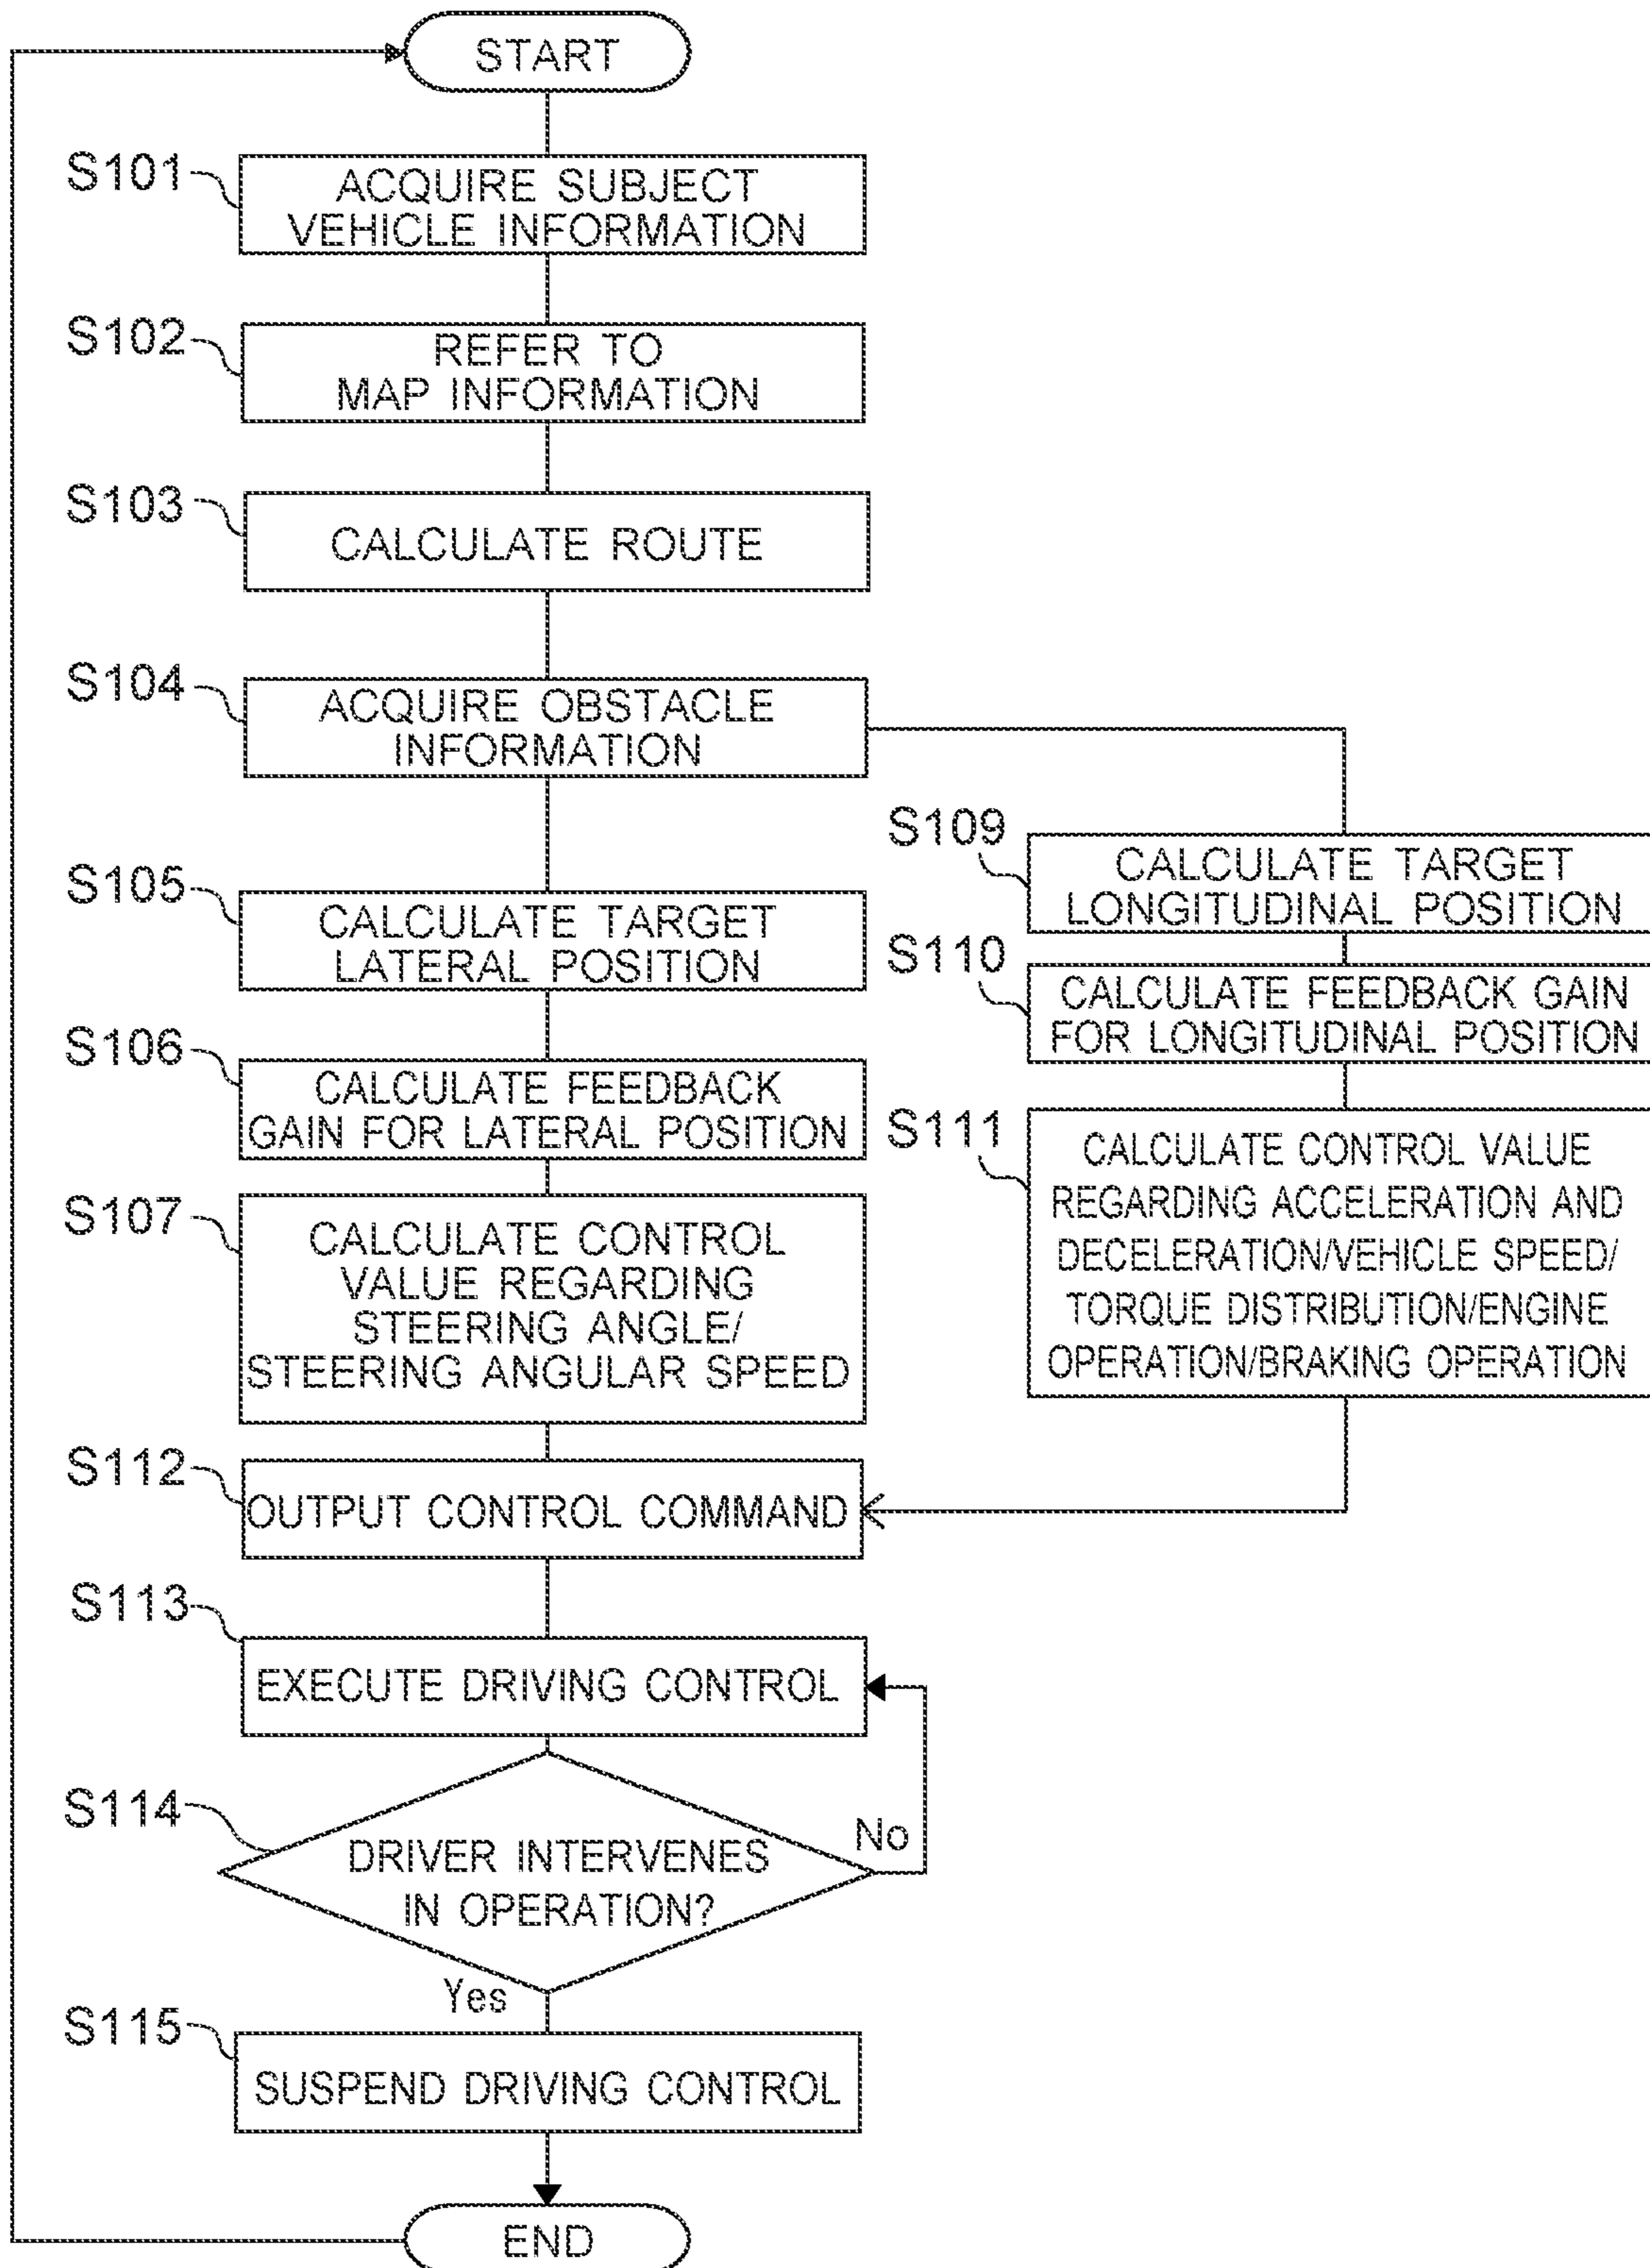 START
S101
ACQUIRE SUBJECT
VEHICLE INFORMATION
S102
REFER TO
MAP INFORMATION
S103
CALCULATE ROUTE
S104
ACQUIRE OBSTACLE
INFORMATION
S105
CALCULATE TARGET
LATERAL POSITION
S106
CALCULATE FEEDBACK
GAIN FOR LATERAL POSITION
S107
CALCULATE CONTROL
VALUE REGARDING
STEERING ANGLE/
STEERING ANGULAR SPEED
S109
CALCULATE TARGET
LONGITUDINAL POSITION
S110
CALCULATE FEEDBACK GAIN
FOR LONGITUDINAL POSITION
S111
CALCULATE CONTROL VALUE
REGARDING ACCELERATION AND
DECELERATION/VEHICLE SPEED/
TORQUE DISTRIBUTION/ENGINE
OPERATION/BRAKING OPERATION
S112
OUTPUT CONTROL COMMAND
S113
EXECUTE DRIVING CONTROL
S114
DRIVER INTERVENES
IN OPERATION?
No
Yes
S115
SUSPEND DRIVING CONTROL
END